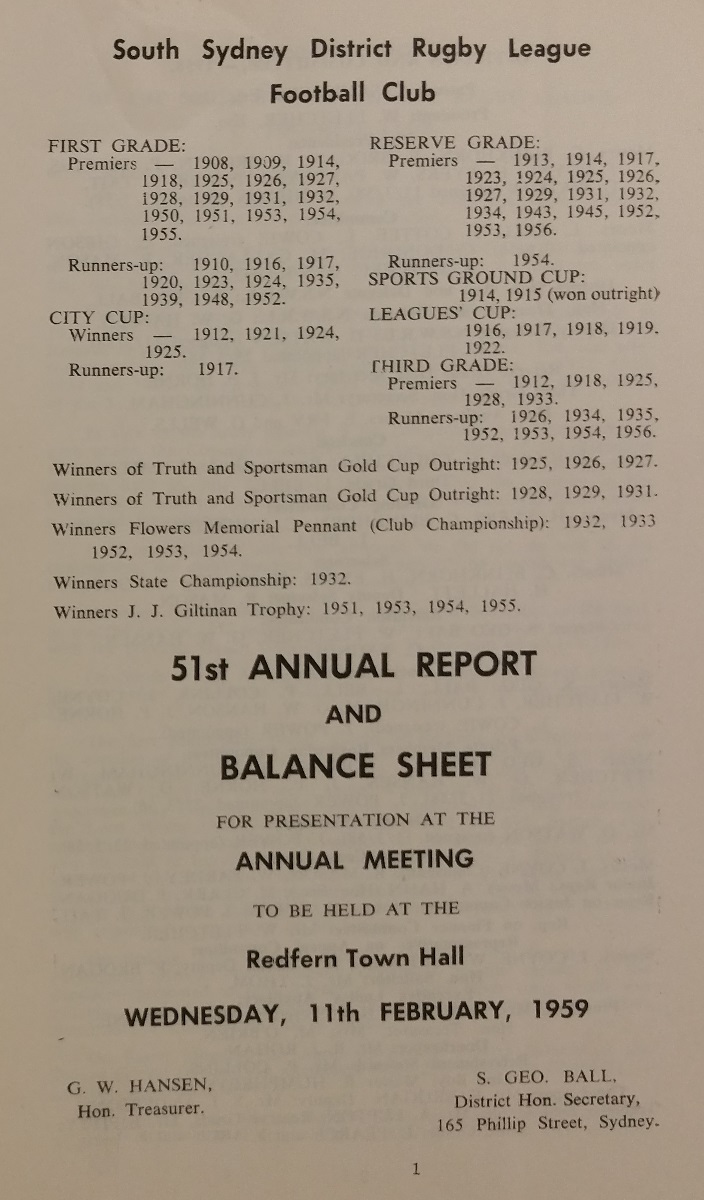 South Sydney District Rugby League
Football Club
FIRST GRADE:
Premiers — 1908, 1909, 1914,
1918, 1925, 1926, 1927,
1928, 1929, 1931, 1932,
1950, 1951, 1953, 1954,
1955.
Runners-up: 1910, 1916, 1917,
1920, 1923, 1924, 1935,
1939, 1948, 1952.
CITY CUP:
Winners — 1912, 1921, 1924,
1925.
Runners-up: 1917.
RESERVE GRADE:
Premiers — 1913, 1914, 1917,
1923, 1924, 1925, 1926,
1927, 1929, 1931, 1932,
1934, 1943, 1945, 1952,
1953, 1956.
Runners-up: 1954.
SPORTS GROUND CUP:
1914, 1915 (won outright)
LEAGUES' CUP:
1916, 1917, 1918, 1919.
1922.
THIRD GRADE:
Premiers — 1912, 1918, 1925,
1928, 1933.
Runners-up: 1926, 1934, 1935,
1952, 1953, 1954, 1956.
Winners of Truth and Sportsman Gold Cup Outright: 1925, 1926, 1927.
Winners of Truth and Sportsman Gold Cup Outright: 1928, 1929, 1931.
Winners Flowers Memorial Pennant (Club Championship): 1932, 1933
1952, 1953, 1954.
Winners State Championship: 1932.
Winners J. J. Giltinan Trophy: 1951, 1953, 1954, 1955.
51st ANNUAL REPORT
AND
BALANCE SHEET
FOR PRESENTATION AT THE
ANNUAL MEETING
TO BE HELD AT THE
Redfern Town Hall
WEDNESDAY, 11th FEBRUARY, 1959
G. W. HANSEN,
Hon. Treasurer.
S. GEO. BALL,
District Hon. Secretary,
165 Phillip Street, Sydney.
1